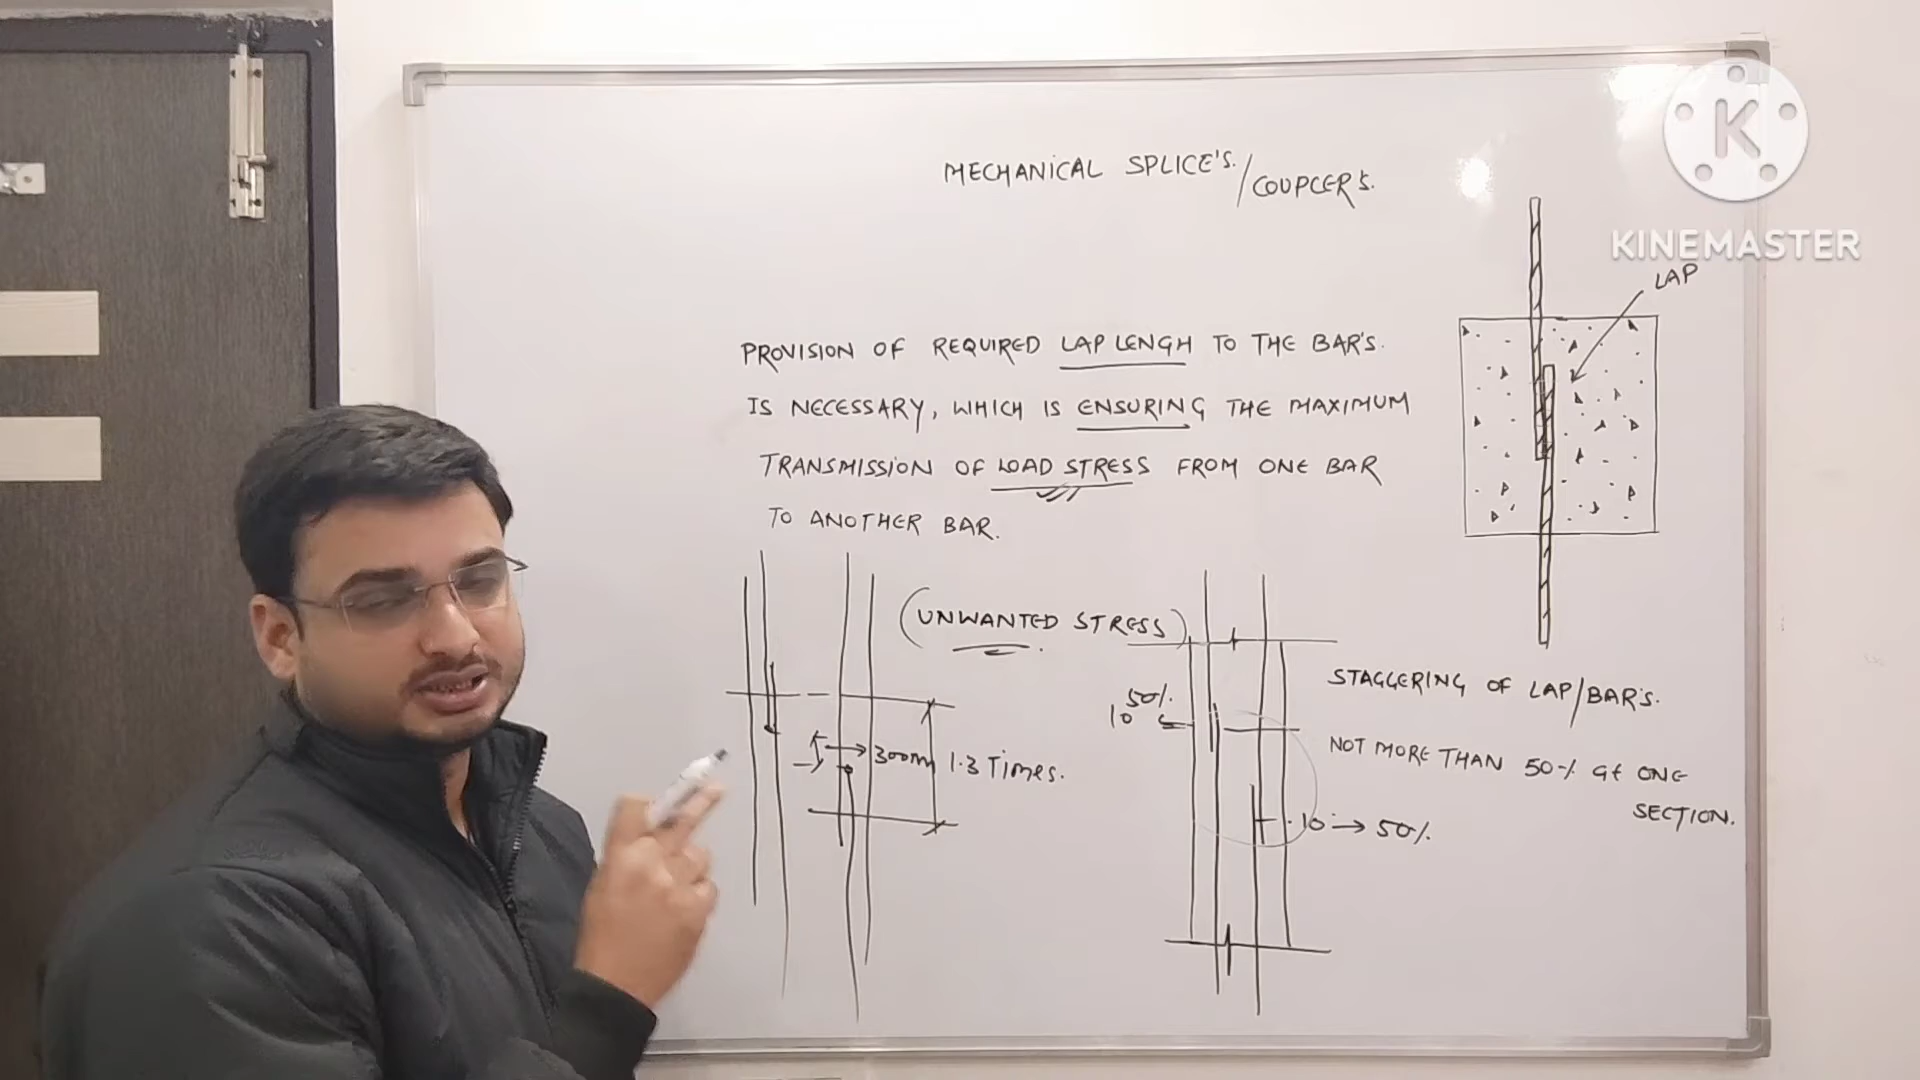 MECHANICAL SPLICE'S.
/COUPLER'S.
K
KINEMASTER
LAP
PROVISION OF REQUIRED LAP LENGH TO THE BAR'S.
IS NECESSARY, WHICH IS ENSURING THE MAXIMUM
TRANSMISSION OF LOAD STRESS FROM ONE BAR
TO ANOTHER BAR.
(UNWANTED STRESS)
STAGGERING OF LAP/BAR'S.
50%
10
300m
1.3 Times.
NOT MORE THAN 50% at ONE
SECTION.
10 → 50%